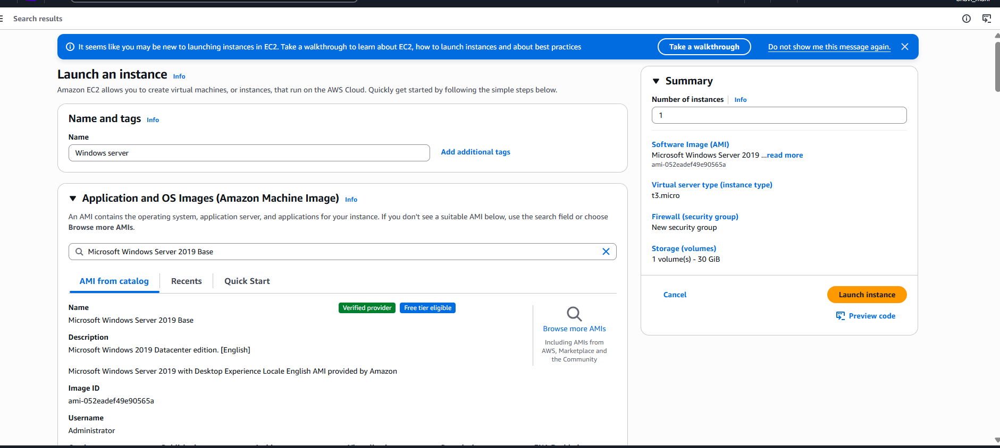 Search results
It seems like you may be new to launching instances in EC2. Take a walkthrough to learn about EC2, how to launch instances and about best practices
Take a walkthrough
Do not show me this message again.
Launch an instance Info
Amazon EC2 allows you to create virtual machines, or instances, that run on the AWS Cloud. Quickly get started by following the simple steps below.
Name and tags Info
Name
Windows server
Add additional tags
Application and OS Images (Amazon Machine Image) Info
An AMI contains the operating system, application server, and applications for your instance. If you don't see a suitable AMI below, use the search field or choose
Browse more AMIs.
Microsoft Windows Server 2019 Base
AMI from catalog
Recents
Quick Start
Name
Verified provider
Free tier eligible
Microsoft Windows Server 2019 Base
Description
Microsoft Windows 2019 Datacenter edition. [English]
Microsoft Windows Server 2019 with Desktop Experience Locale English AMI provided by Amazon
Image ID
ami-052eadef49e90565a
Username
Administrator
Browse more AMIs
Including AMIs from
AWS, Marketplace and
the Community
Summary
Number of instances Info
1
Software Image (AMI)
Microsoft Windows Server 2019 ...read more
ami-052eadef49e90565a
Virtual server type (instance type)
t3.micro
Firewall (security group)
New security group
Storage (volumes)
1 volume(s) - 30 GiB
Cancel
Launch instance
Preview code